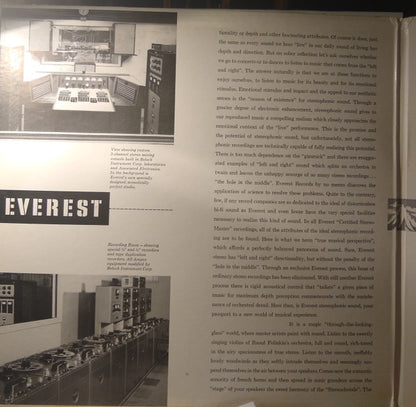 View showing custom
3-channel stereo mixing
console built in Belock
Instrument Corp. laboratories
and Associated Electronics.
In the background is
Everest's new specially
designed acoustically
perfect studio.
EVEREST
Recording Room — showing
special ½" and ¼" recorders
and tape duplication
recorders. All Ampex
equipment modified by
Belock Instrument Corp.
ality or depth and other fascinating attributes. Of course it does, just
the same as every sound we hear "live" in our daily round of living has
depth and direction. But on safer reflection let's ask ourselves whether
we go to concerts or to dances to listen to music that comes from the "left
and right". The answer naturally is that we are at these functions to
enjoy ourselves, to listen to music for its beauty and for its emotional
stimulus. Emotional stimulus and impact and the appeal to our aesthetic
senses is the "reason of existence" for stereophonic sound. Through a
greater degree of electronic enhancement, stereophonic sound gives to
our reproduced music a compelling realism which closely approaches the
emotional content of the "live" performance. This is the promise and
the potential of stereophonic sound, but unfortunately, not all stereo-
phonic recordings are technically capable of fully realizing this potential.
There is too much dependence on the "gimmick" and there are exagger-
ated examples of "left and right" sound which splits an orchestra in
twain and leaves the unhappy scourge of so many stereo recordings . . .
"the hole in the middle". Everest Records by no means discovers the
application of science to resolve these problems. Quite to the contrary,
few, if any record companies are so dedicated to the ideal of distortionless
hi-fi sound as Everest and even fewer have the very special facilities
necessary to realize this kind of sound. In all Everest "Certified Stereo
Master" recordings, all of the attributes of the ideal stereophonic record-
ing are to be found. Here is what we term "true musical perspective",
which affords a perfectly balanced panorama of sound. Sure, Everest
stereo has "left and right" directionality, but without the penalty of the
"hole in the middle". Through an exclusive Everest process, this bane of
ordinary stereo recordings has been eliminated. With still another Everest
process there is rigid acoustical control that "tailors" a given piece of
music for maximum depth perception commensurate with the mainte-
nance of orchestral detail. Here then, is Everest stereophonic sound, your
passport to a new world of musical experience.
It is a magic "through-the-looking-
glass" world, where master artists paint with sound. Listen to the sweetly
singing violins of Raoul Poliakin's orchestra, full and round, rich-tuned
in the airy spaciousness of true stereo. Listen to the smooth, ineffably
lovely woodwinds as they softly intrude themselves and seemingly sus-
pend themselves in the air between your speakers. Comes now the romantic
sonority of french horns and then spread in sonic grandeur across the
"stage" of your speakers the sweet harmony of the "Stereochorale". The